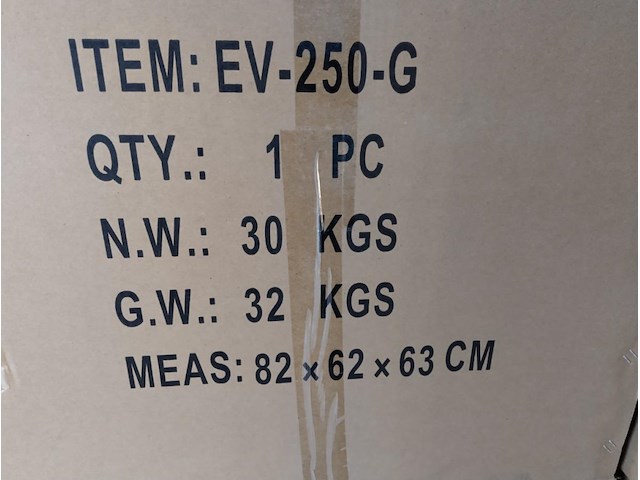 ITEM: EV-250-G
QTY.: 1 PC
N.W.: 30 KGS
G.W.: 32 KGS
MEAS: 82 × 62 × 63 CM